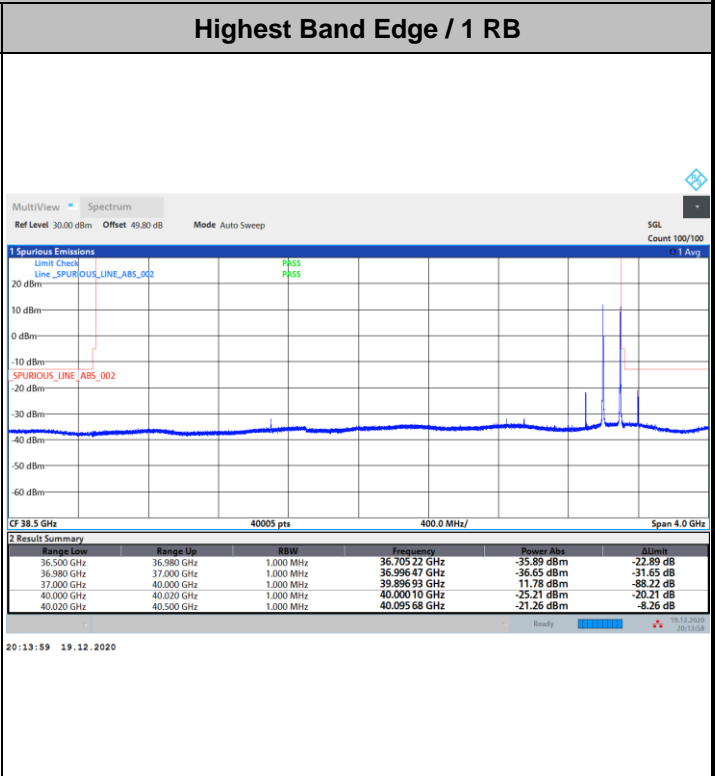 Highest Band Edge / 1 RB
MultiView Spectrum
Ref Level 30.00 dBm Offset 49.80 dB Mode Auto Sweep SGL
Count 100/100
1 Spurious Emissions 1 Avg
Limit Check PASS
Line _SPURIOUS_LINE_ABS_002 PASS
20 dBm
10 dBm
0 dBm
-10 dBm
_SPURIOUS_LINE_ABS_002
-20 dBm
-30 dBm
-40 dBm
-50 dBm
-60 dBm
CF 38.5 GHz 40005 pts 400.0 MHz/ Span 4.0 GHz
2 Result Summary
Range Low Range Up RBW Frequency Power Abs ΔLimit
36.500 GHz 36.980 GHz 1.000 MHz 36.705 22 GHz -35.89 dBm -22.89 dB
36.980 GHz 37.000 GHz 1.000 MHz 36.996 47 GHz -36.65 dBm -31.65 dB
37.000 GHz 40.000 GHz 1.000 MHz 39.896 93 GHz 11.78 dBm -88.22 dB
40.000 GHz 40.020 GHz 1.000 MHz 40.000 10 GHz -25.21 dBm -20.21 dB
40.020 GHz 40.500 GHz 1.000 MHz 40.095 68 GHz -21.26 dBm -8.26 dB
Ready 19.12.2020
20:13:58
20:13:59 19.12.2020